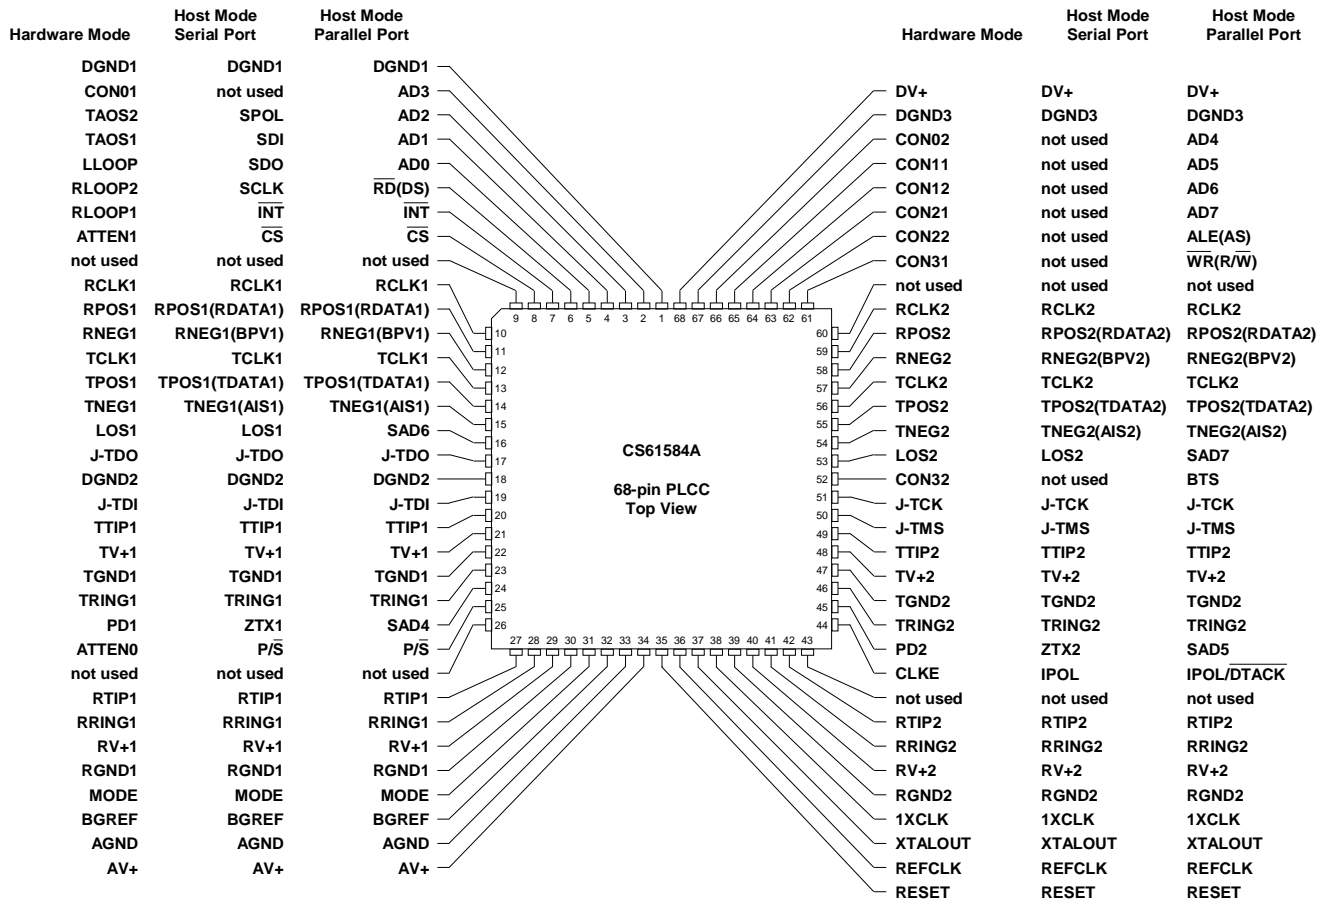 Hardware Mode Host Mode Serial Port Host Mode Parallel Port
DGND1 DGND1 DGND1
CON01 not used AD3
TAOS2 SPOL AD2
TAOS1 SDI AD1
LLOOP SDO AD0
RLOOP2 SCLK R̅D̅(DS)
RLOOP1 I̅N̅T̅ I̅N̅T̅
ATTEN1 C̅S̅ C̅S̅
not used not used not used
RCLK1 RCLK1 RCLK1
RPOS1 RPOS1(RDATA1) RPOS1(RDATA1)
RNEG1 RNEG1(BPV1) RNEG1(BPV1)
TCLK1 TCLK1 TCLK1
TPOS1 TPOS1(TDATA1) TPOS1(TDATA1)
TNEG1 TNEG1(AIS1) TNEG1(AIS1)
LOS1 LOS1 SAD6
J-TDO J-TDO J-TDO
DGND2 DGND2 DGND2
J-TDI J-TDI J-TDI
TTIP1 TTIP1 TTIP1
TV+1 TV+1 TV+1
TGND1 TGND1 TGND1
TRING1 TRING1 TRING1
PD1 ZTX1 SAD4
ATTEN0 P/S̅ P/S̅
not used not used not used
RTIP1 RTIP1 RTIP1
RRING1 RRING1 RRING1
RV+1 RV+1 RV+1
RGND1 RGND1 RGND1
MODE MODE MODE
BGREF BGREF BGREF
AGND AGND AGND
AV+ AV+ AV+
9 8 7 6 5 4 3 2 1 68 67 66 65 64 63 62 61
10
11
12
13
14
15
16
17
18
19
20
21
22
23
24
25
26
CS61584A
68-pin PLCC
Top View
60
59
58
57
56
55
54
53
52
51
50
49
48
47
46
45
44
27 28 29 30 31 32 33 34 35 36 37 38 39 40 41 42 43
Hardware Mode Host Mode Serial Port Host Mode Parallel Port
DV+ DV+ DV+
DGND3 DGND3 DGND3
CON02 not used AD4
CON11 not used AD5
CON12 not used AD6
CON21 not used AD7
CON22 not used ALE(AS)
CON31 not used W̅R̅(R/W̅)
not used not used not used
RCLK2 RCLK2 RCLK2
RPOS2 RPOS2(RDATA2) RPOS2(RDATA2)
RNEG2 RNEG2(BPV2) RNEG2(BPV2)
TCLK2 TCLK2 TCLK2
TPOS2 TPOS2(TDATA2) TPOS2(TDATA2)
TNEG2 TNEG2(AIS2) TNEG2(AIS2)
LOS2 LOS2 SAD7
CON32 not used BTS
J-TCK J-TCK J-TCK
J-TMS J-TMS J-TMS
TTIP2 TTIP2 TTIP2
TV+2 TV+2 TV+2
TGND2 TGND2 TGND2
TRING2 TRING2 TRING2
PD2 ZTX2 SAD5
CLKE IPOL IPOL/D̅T̅A̅C̅K̅
not used not used not used
RTIP2 RTIP2 RTIP2
RRING2 RRING2 RRING2
RV+2 RV+2 RV+2
RGND2 RGND2 RGND2
1XCLK 1XCLK 1XCLK
XTALOUT XTALOUT XTALOUT
REFCLK REFCLK REFCLK
RESET RESET RESET